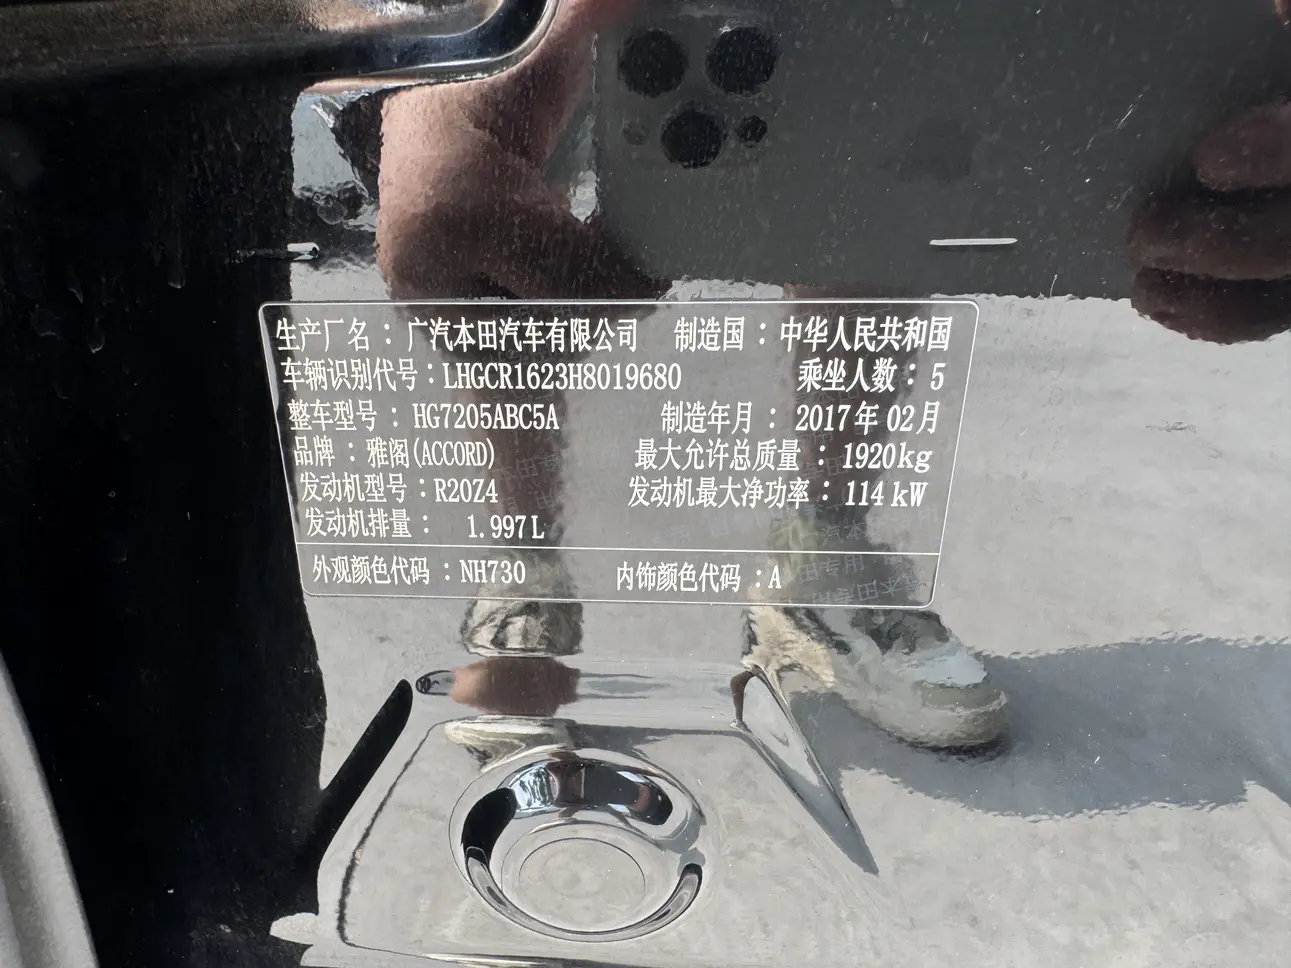 生产厂名：广汽本田汽车有限公司 制造国：中华人民共和国
车辆识别代号：LHGCR1623H8019680 乘坐人数：5
整车型号：HG7205ABC5A 制造年月：2017年02月
品牌：雅阁(ACCORD) 最大允许总质量：1920kg
发动机型号：R20Z4 发动机最大净功率：114kW
发动机排量：1.997L
外观颜色代码：NH730 内饰颜色代码：A